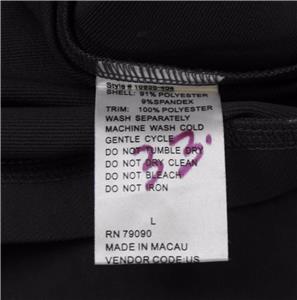 SHELL: 91% POLYESTER
9%SPANDEX
TRIM: 100% POLYESTER
WASH SEPARATELY
MACHINE WASH COLD
GENTLE CYCLE
DO NOT TUMBLE DRY
DO NOT DRY CLEAN
DO NOT BLEACH
DO NOT IRON
33.
L
RN 79090
MADE IN MACAU
VENDOR CODE:US